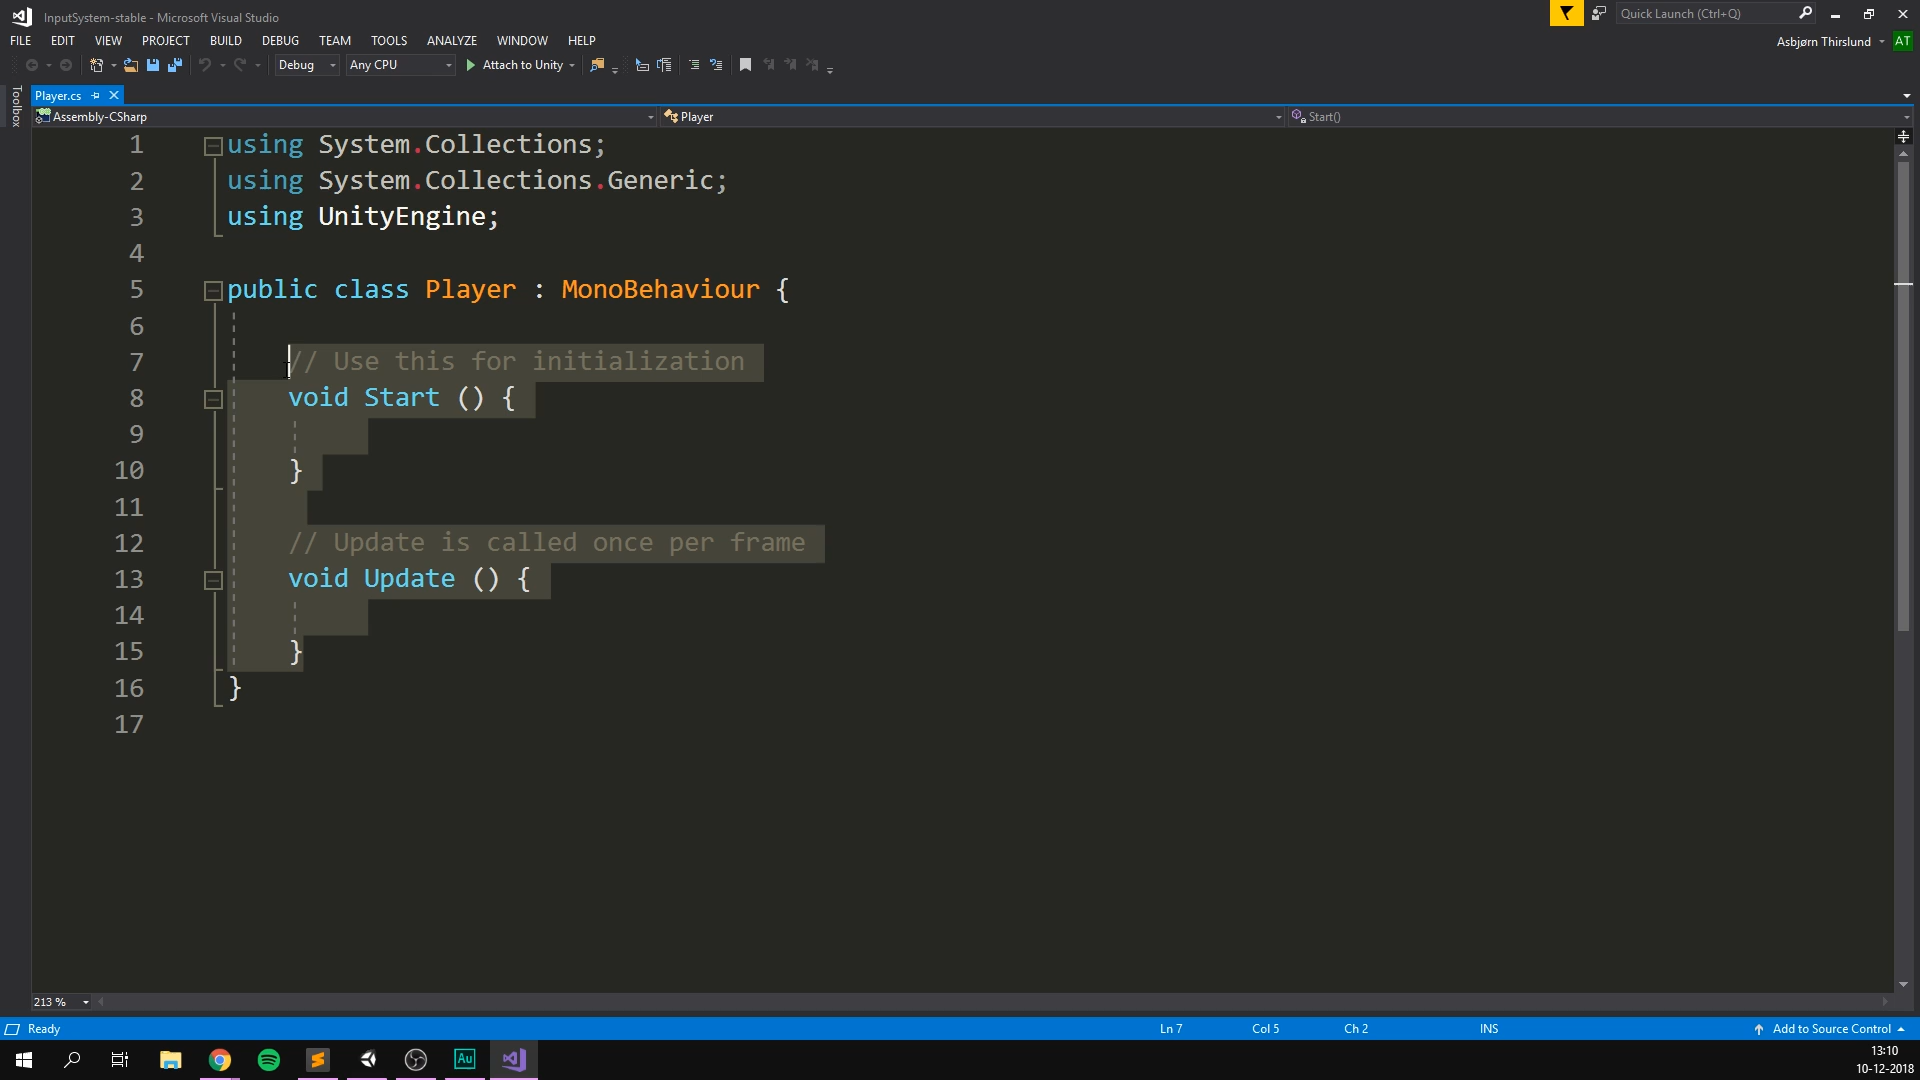 InputSystem-stable - Microsoft Visual Studio
Quick Launch (Ctrl+Q)
FILE EDIT VIEW PROJECT BUILD DEBUG TEAM TOOLS ANALYZE WINDOW HELP
Asbjørn Thirslund AT
Debug Any CPU Attach to Unity
Toolbox
Player.cs
Assembly-CSharp Player Start()
1 using System.Collections;
2 using System.Collections.Generic;
3 using UnityEngine;
4
5 public class Player : MonoBehaviour {
6
7 // Use this for initialization
8 void Start () {
9
10 }
11
12 // Update is called once per frame
13 void Update () {
14
15 }
16 }
17
213 %
Ready Ln 7 Col 5 Ch 2 INS Add to Source Control
Au
13:10
10-12-2018